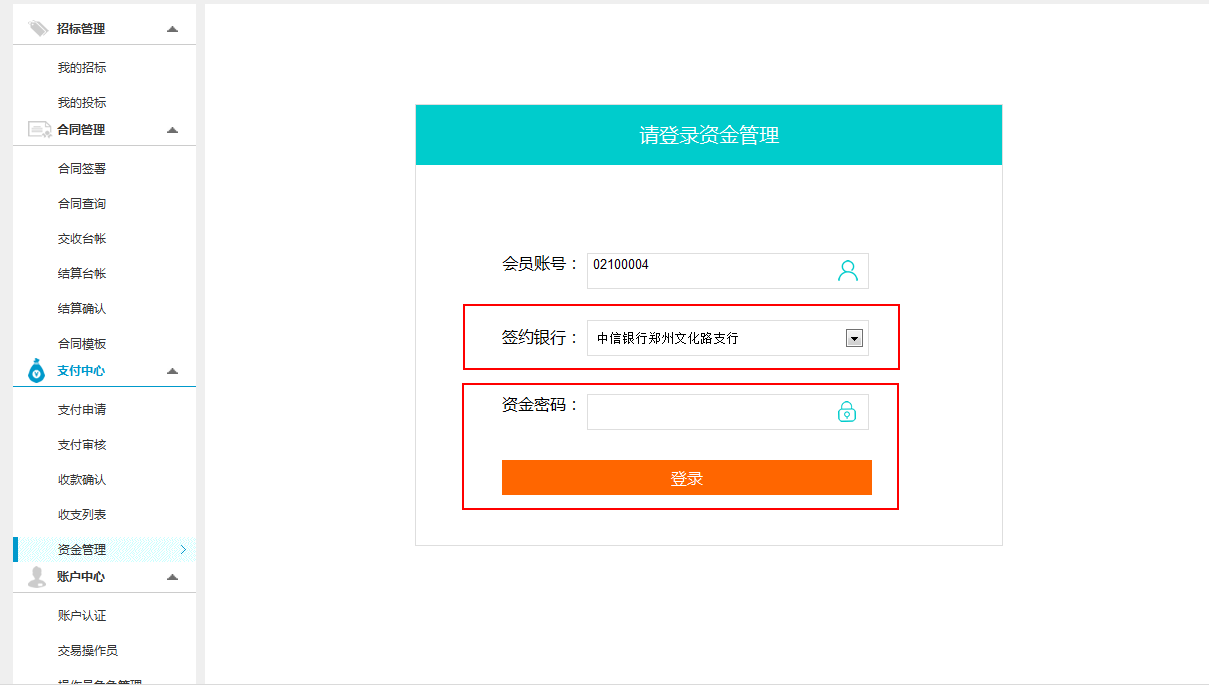 招标管理
我的招标
我的投标
合同管理
合同签署
合同查询
交收台帐
结算台帐
结算确认
合同模板
支付中心
支付申请
支付审核
收款确认
收支列表
资金管理
账户中心
账户认证
交易操作员
请登录资金管理
会员账号： 02100004
签约银行： 中信银行郑州文化路支行
资金密码：
登录